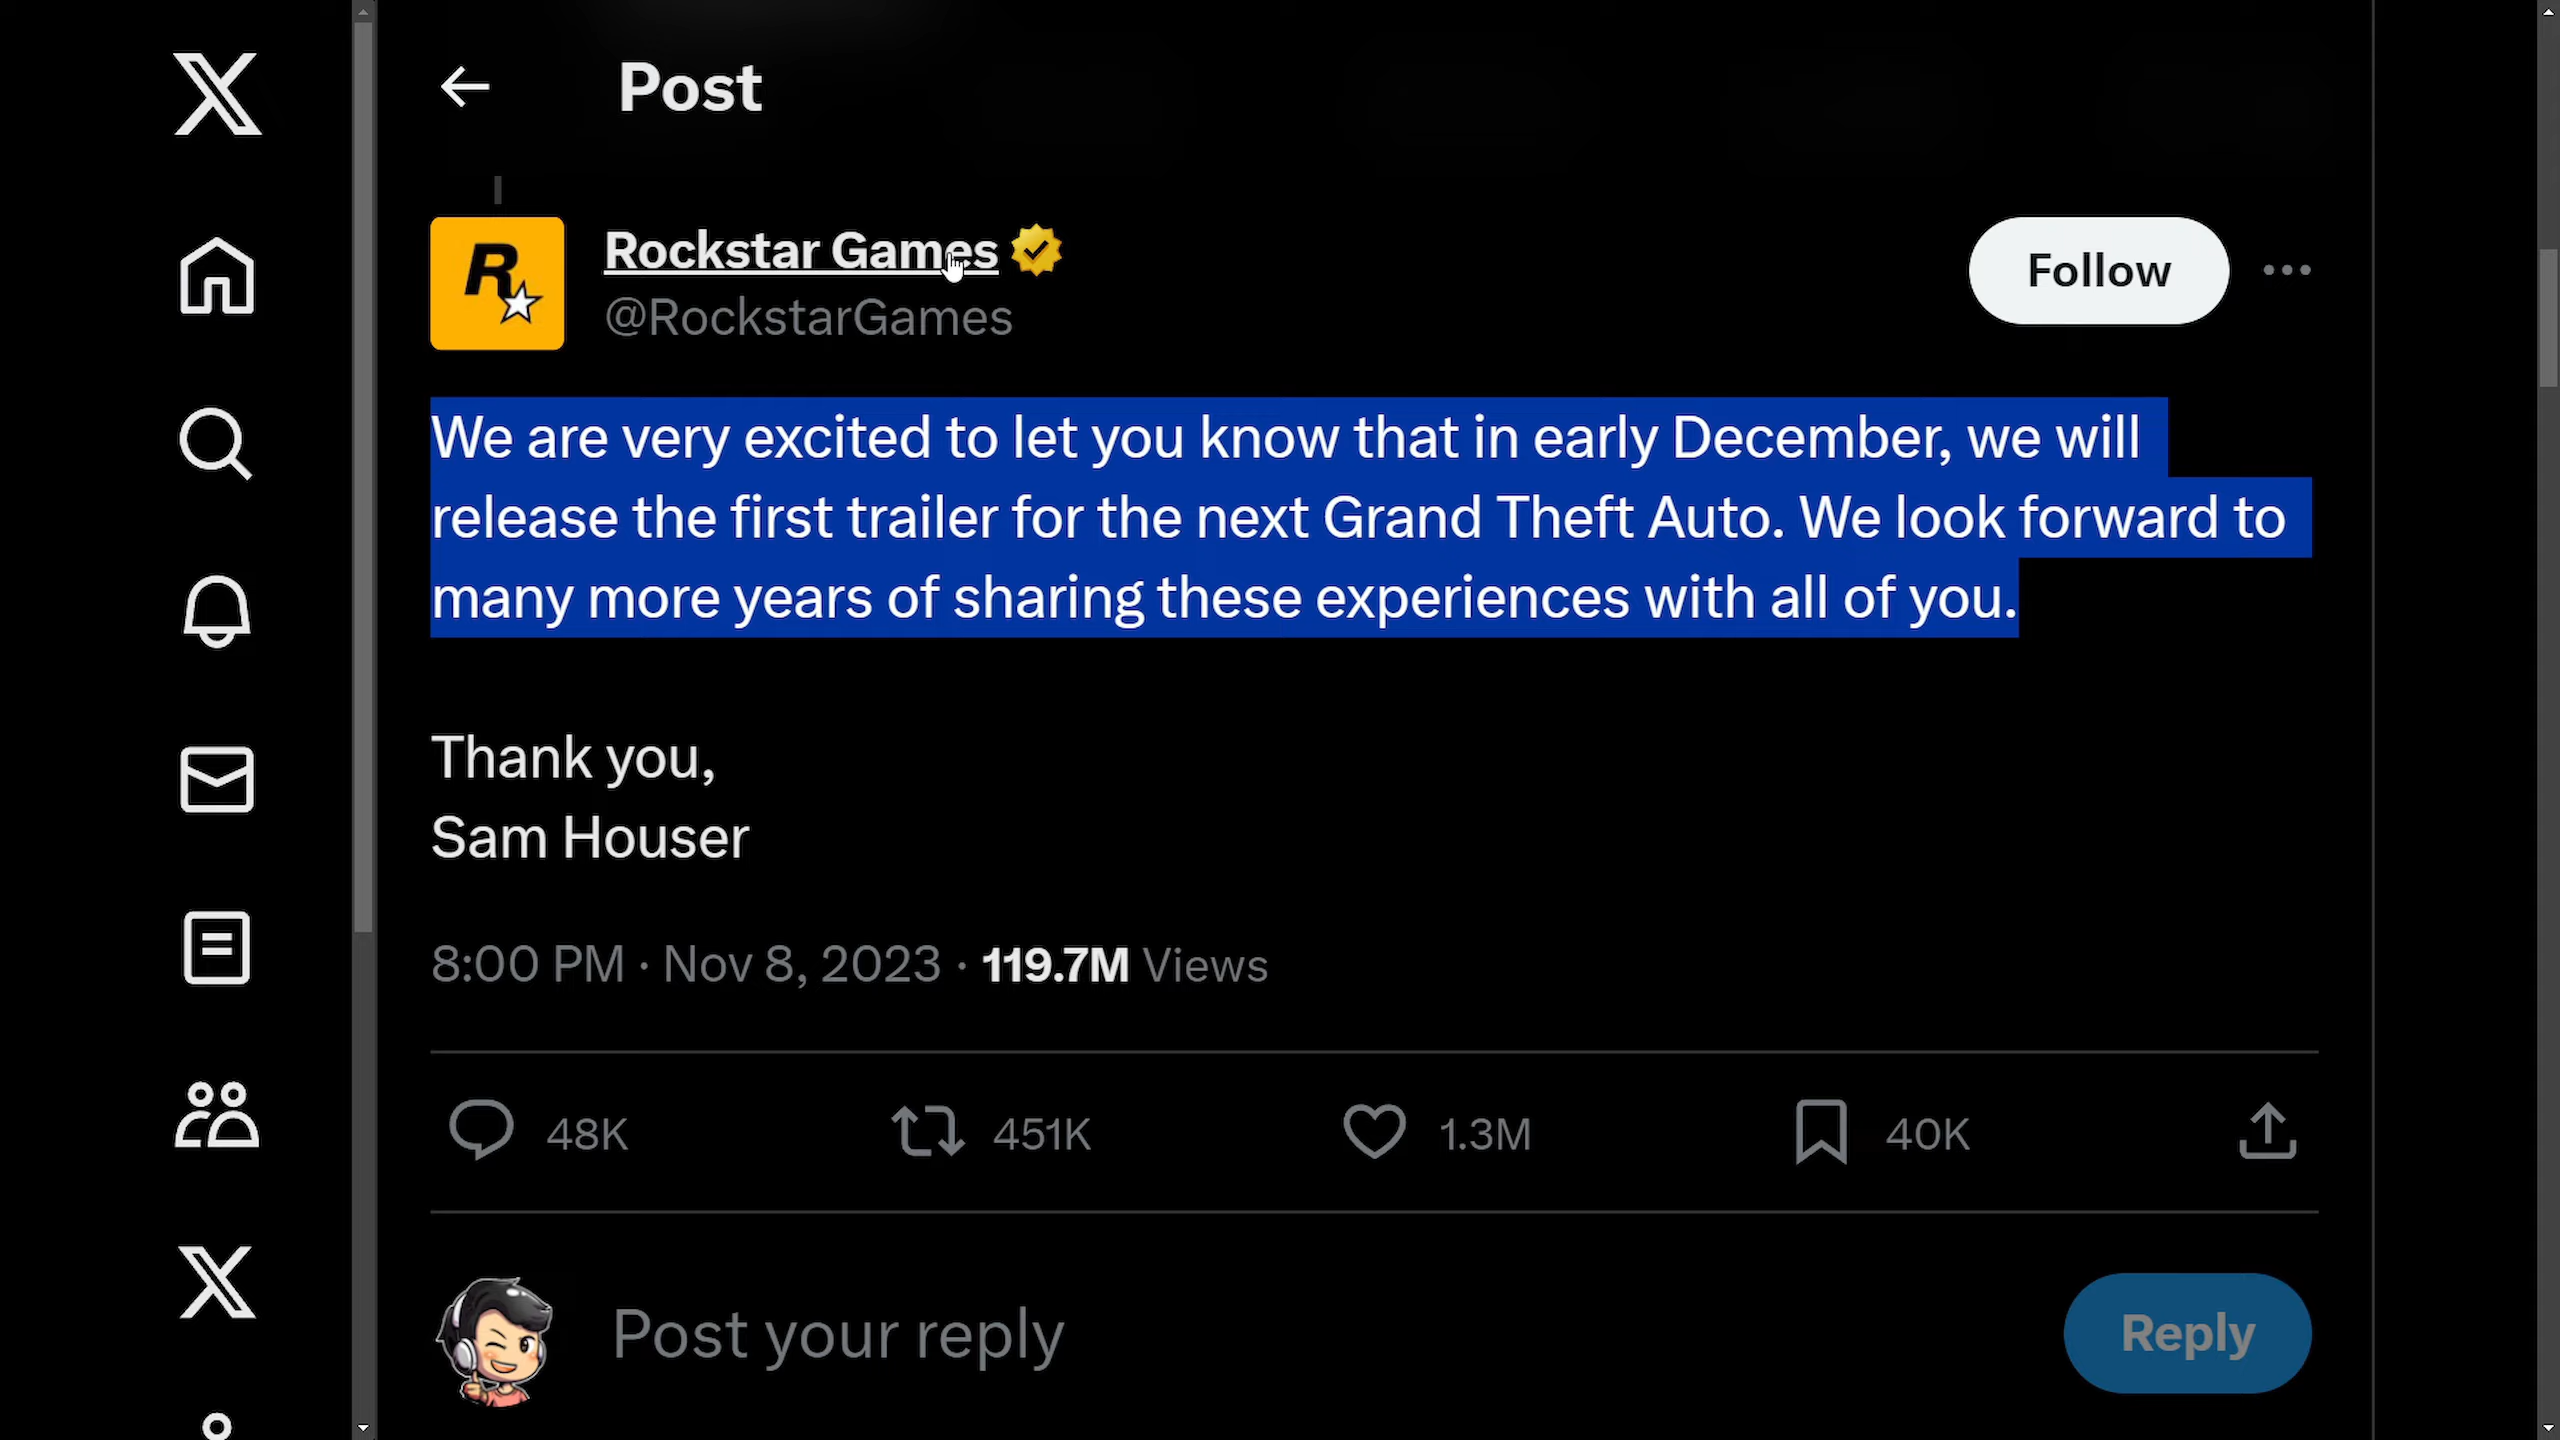 Post
R
Rockstar Games
@RockstarGames
Follow
We are very excited to let you know that in early December, we will
release the first trailer for the next Grand Theft Auto. We look forward to
many more years of sharing these experiences with all of you.
Thank you,
Sam Houser
8:00 PM · Nov 8, 2023 · 119.7M Views
48K 451K 1.3M 40K
Post your reply
Reply